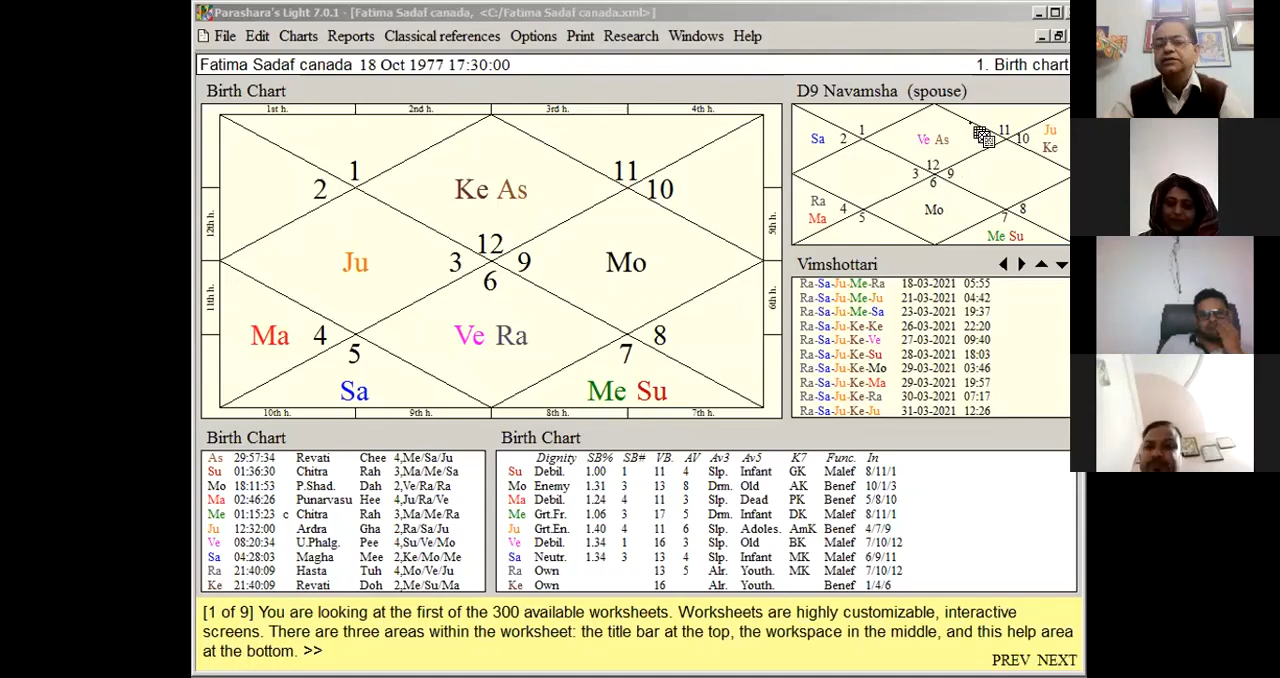 Parashara's Light 7.0.1 - [Fatima Sadaf canada, <C:/Fatima Sadaf canada.xml>]
File Edit Charts Reports Classical references Options Print Research Windows Help
Fatima Sadaf canada 18 Oct 1977 17:30:00 1. Birth chart
Birth Chart
1st h. 2nd h. 3rd h. 4th h.
1 Ke As 11
2 10
12th h. 5th h.
12
Ju 3 9 Mo
6
11th h. 6th h.
Ma 4 Ve Ra 8
5 7
Sa Me Su
10th h. 9th h. 8th h. 7th h.
D9 Navamsha (spouse)
1 11 Ju
Sa 2 Ve As 10
Ke
12
3 9
6
Ra 4 Mo 8
Ma 5 7
Me Su
Vimshottari
Ra-Sa-Ju-Me-Ra 18-03-2021 05:55
Ra-Sa-Ju-Me-Ju 21-03-2021 04:42
Ra-Sa-Ju-Me-Sa 23-03-2021 19:37
Ra-Sa-Ju-Ke-Ke 26-03-2021 22:20
Ra-Sa-Ju-Ke-Ve 27-03-2021 09:40
Ra-Sa-Ju-Ke-Su 28-03-2021 18:03
Ra-Sa-Ju-Ke-Mo 29-03-2021 03:46
Ra-Sa-Ju-Ke-Ma 29-03-2021 19:57
Ra-Sa-Ju-Ke-Ra 30-03-2021 07:17
Ra-Sa-Ju-Ke-Ju 31-03-2021 12:26
Birth Chart
As 29:57:34 Revati Chee 4,Me/Sa/Ju
Su 01:36:30 Chitra Rah 3,Ma/Me/Sa
Mo 18:11:53 P.Shad. Dah 2,Ve/Ra/Ra
Ma 02:46:26 Punarvasu Hee 4,Ju/Ra/Ve
Me 01:15:23 c Chitra Rah 3,Ma/Me/Ra
Ju 12:32:00 Ardra Gha 2,Ra/Sa/Ju
Ve 08:20:34 U.Phalg. Pee 4,Su/Ve/Mo
Sa 04:28:03 Magha Mee 2,Ke/Mo/Me
Ra 21:40:09 Hasta Tuh 4,Mo/Ve/Ju
Ke 21:40:09 Revati Doh 2,Me/Su/Ma
Birth Chart
Dignity SB% SB# VB. AV Av3 Av5 K7 Func. In
Su Debil. 1.00 1 11 4 Slp. Infant GK Malef 8/11/1
Mo Enemy 1.31 3 13 8 Drm. Old AK Benef 10/1/3
Ma Debil. 1.24 4 11 3 Slp. Dead PK Benef 5/8/10
Me Grt.Fr. 1.06 3 17 5 Drm. Infant DK Malef 8/11/1
Ju Grt.En. 1.40 4 11 6 Slp. Adoles. AmK Benef 4/7/9
Ve Debil. 1.34 1 16 3 Slp. Old BK Malef 7/10/12
Sa Neutr. 1.34 3 13 4 Slp. Infant MK Malef 6/9/11
Ra Own 13 5 Alr. Youth. MK Malef 7/10/12
Ke Own 16 Alr. Youth. Benef 1/4/6
[1 of 9] You are looking at the first of the 300 available worksheets. Worksheets are highly customizable, interactive
screens. There are three areas within the worksheet: the title bar at the top, the workspace in the middle, and this help area
at the bottom. >>
PREV NEXT